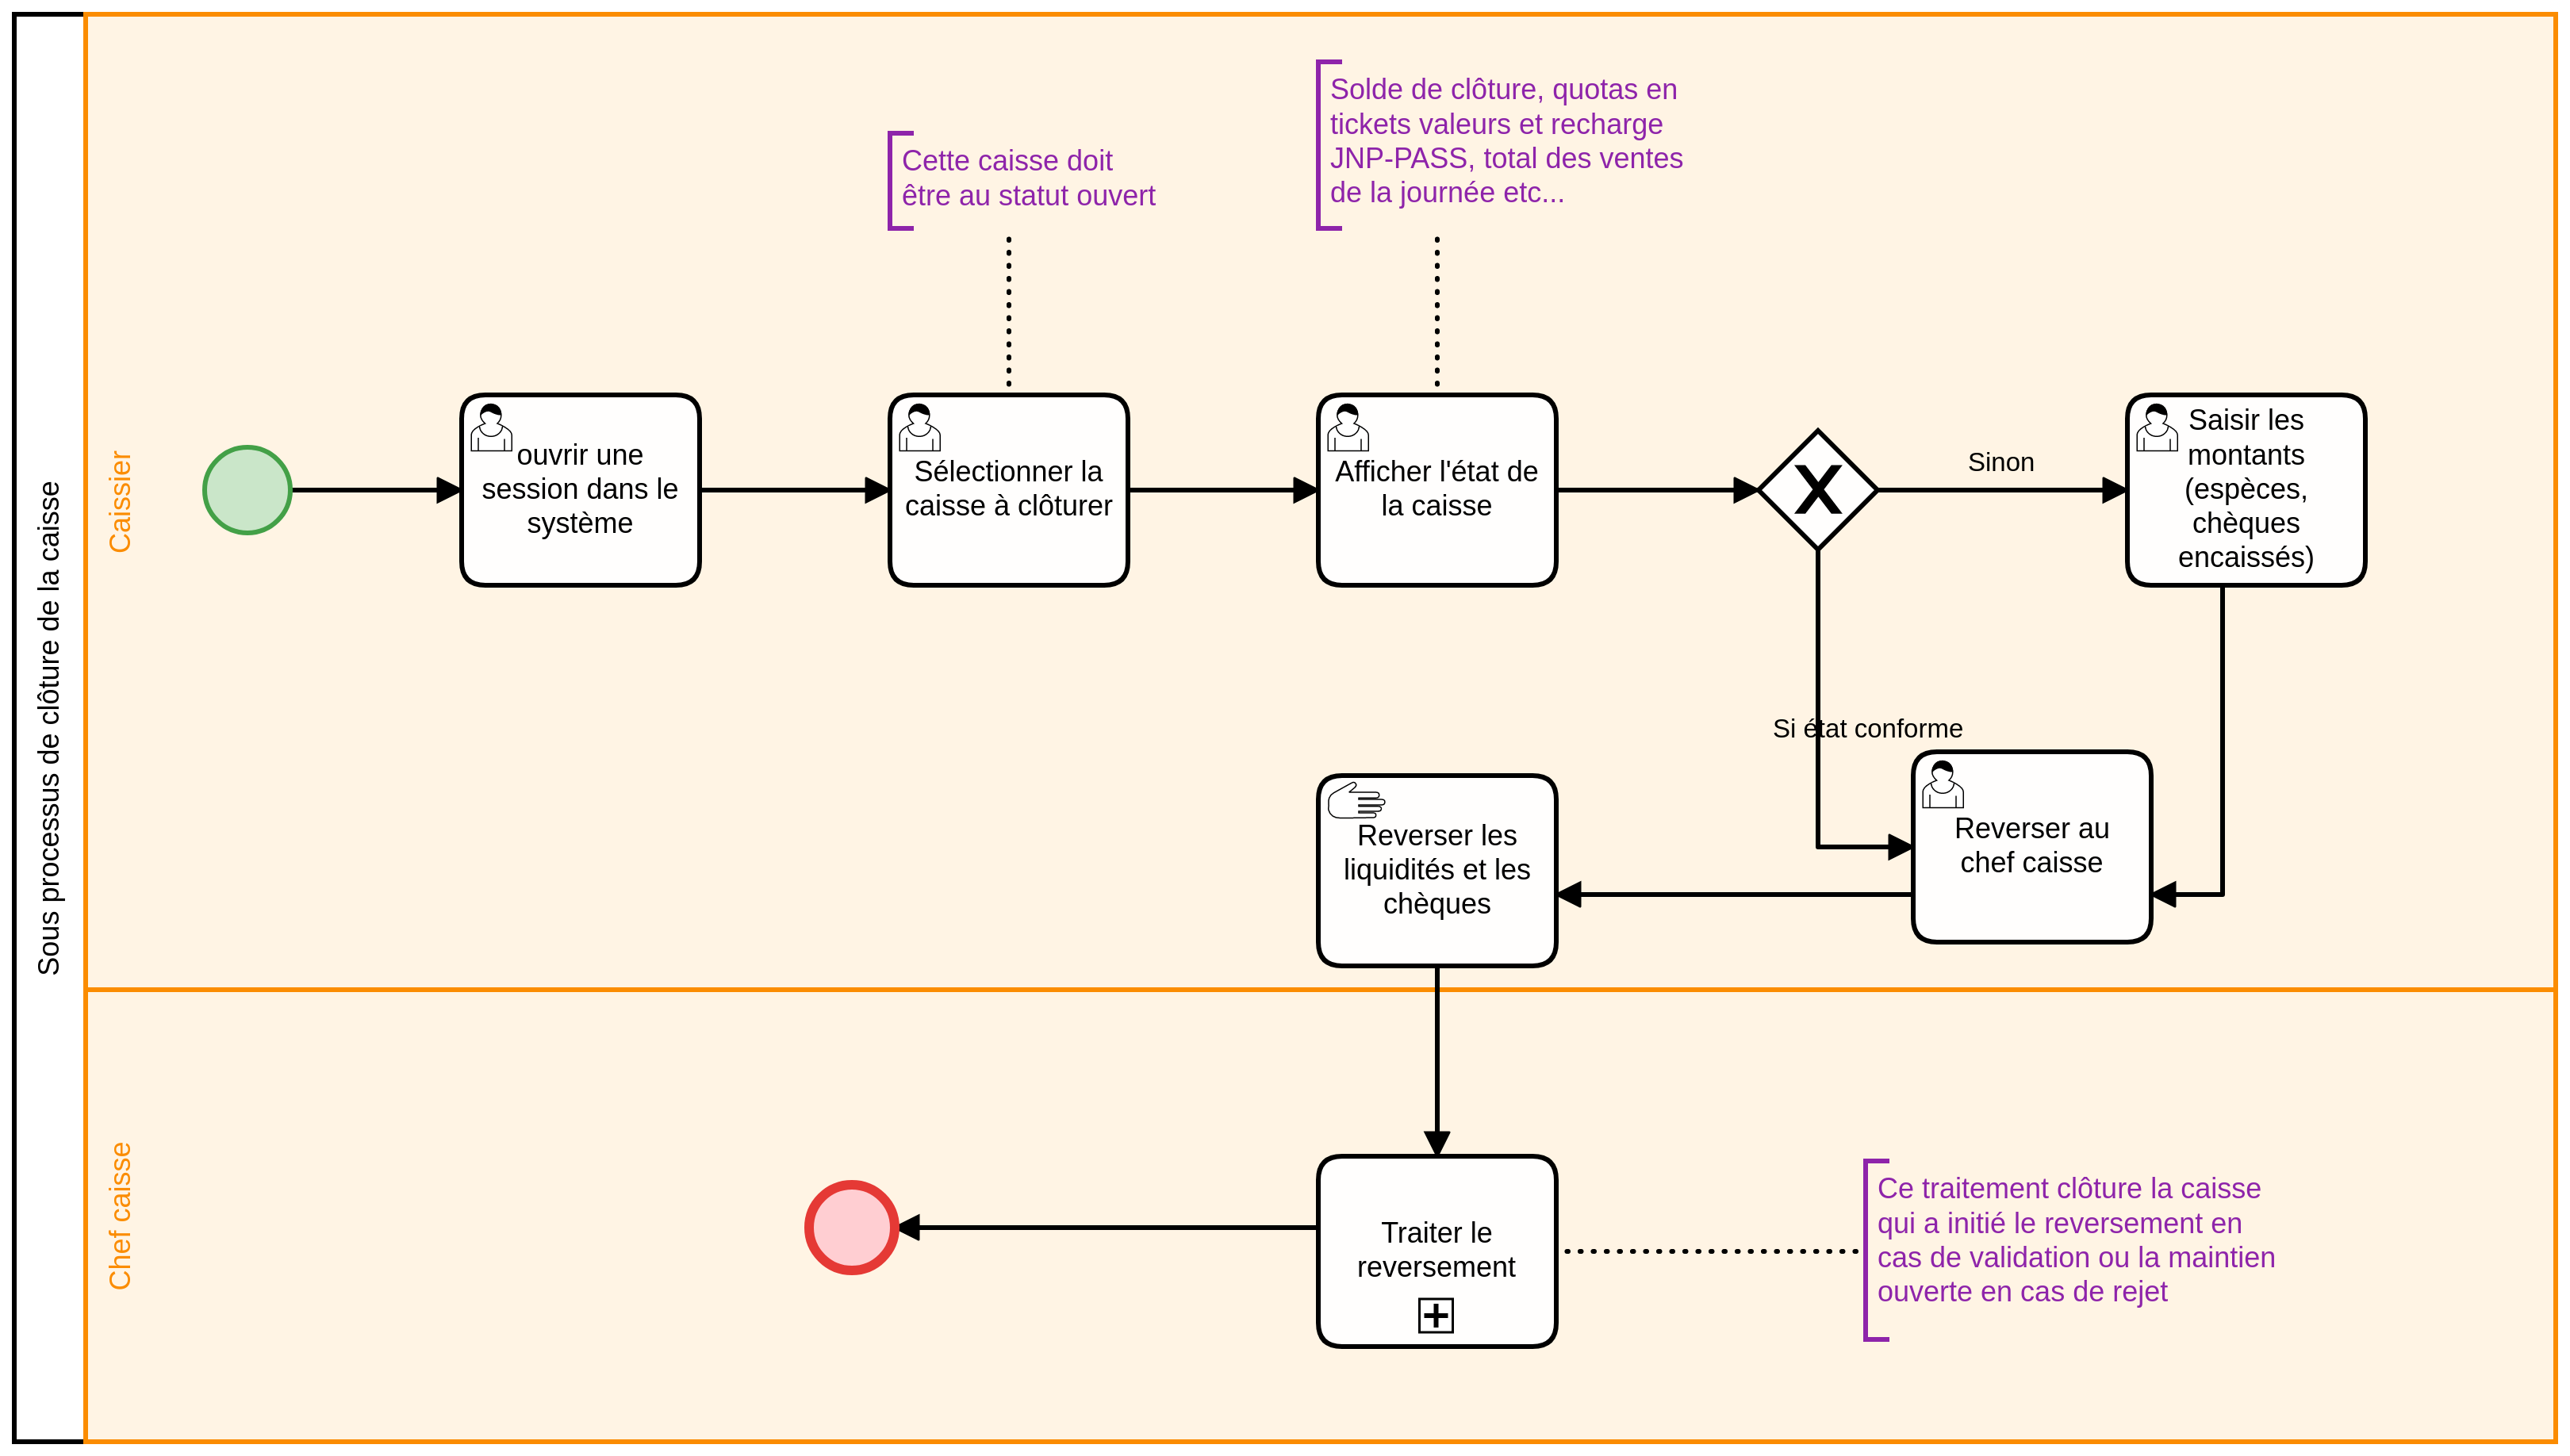 Sous processus de clôture de la caisse
Caissier
Solde de clôture, quotas en
tickets valeurs et recharge
JNP-PASS, total des ventes
de la journée etc...
Cette caisse doit
être au statut ouvert
ouvrir une
session dans le
système
Sélectionner la
caisse à clôturer
Afficher l'état de
la caisse
X
Sinon
Saisir les
montants
(espèces,
chèques
encaissés)
Si état conforme
Reverser au
chef caisse
Reverser les
liquidités et les
chèques
Chef caisse
Traiter le
reversement
Ce traitement clôture la caisse
qui a initié le reversement en
cas de validation ou la maintien
ouverte en cas de rejet